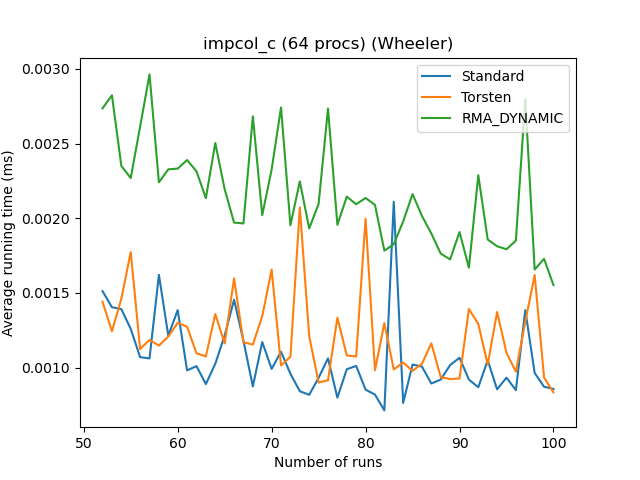 impcol_c (64 procs) (Wheeler)
Standard
Torsten
RMA_DYNAMIC
Average running time (ms)
0.0030
0.0025
0.0020
0.0015
0.0010
50
60
70
80
90
100
Number of runs